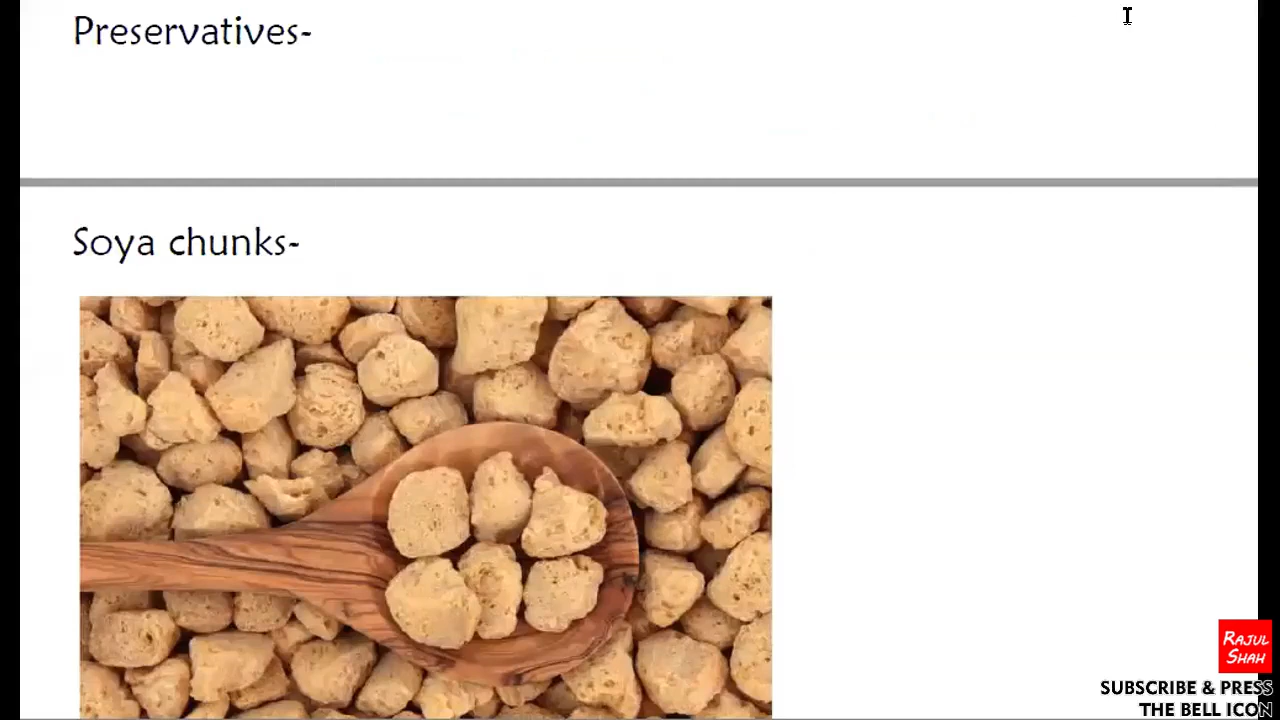 Preservatives-
Soya chunks-
RAJUL
SHAH
SUBSCRIBE & PRESS
THE BELL ICON